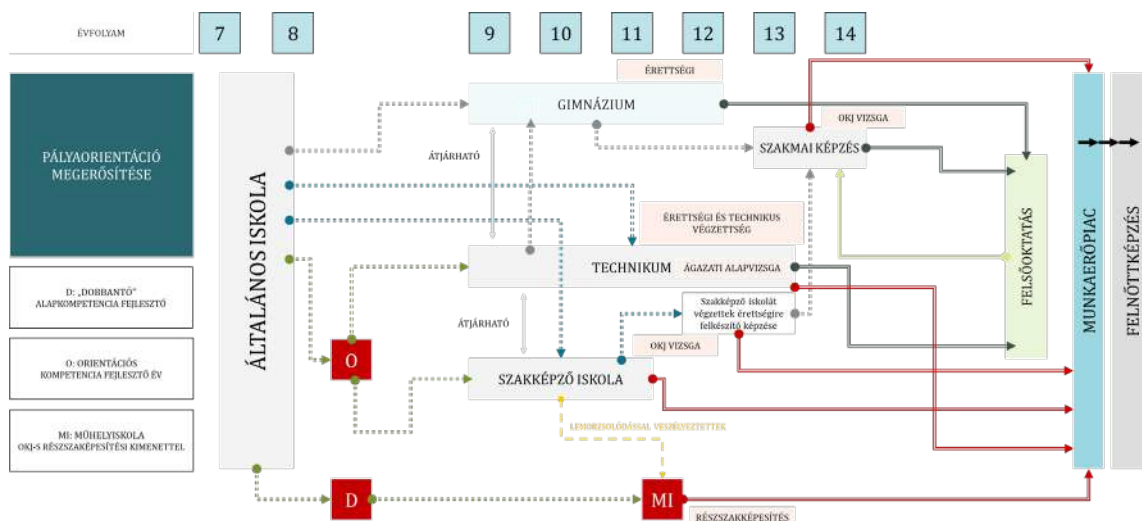 ÉVFOLYAM
7
8
9
10
11
12
13
14
ÉRETTSÉGI
GIMNÁZIUM
OKJ VIZSGA
SZAKMAI KÉPZÉS
ÁTJÁRHATÓ
PÁLYAORIENTÁCIÓ
MEGERŐSÍTÉSE
ÁLTALÁNOS ISKOLA
ÉRETTSÉGI ÉS TECHNIKUS
VÉGZETTSÉG
TECHNIKUM
ÁGAZATI ALAPVIZSGA
FELSŐOKTATÁS
MUNKAERŐPIAC
FELNŐTTKÉPZÉS
D: „DOBBANTÓ"
ALAPKOMPETENCIA FEJLESZTŐ
ÁTJÁRHATÓ
Szakképző iskolát
végzettek érettségire
felkészítő képzése
OKJ VIZSGA
O
O: ORIENTÁCIÓS
KOMPETENCIA FEJLESZTŐ ÉV
SZAKKÉPZŐ ISKOLA
LEMORZSOLÓDÁSSAL VESZÉLYEZTETTEK
MI: MŰHELYISKOLA
OKJ-S RÉSZSZAKKÉPESÍTÉSI KIMENETTEL
D
MI
RÉSZSZAKKÉPESÍTÉS